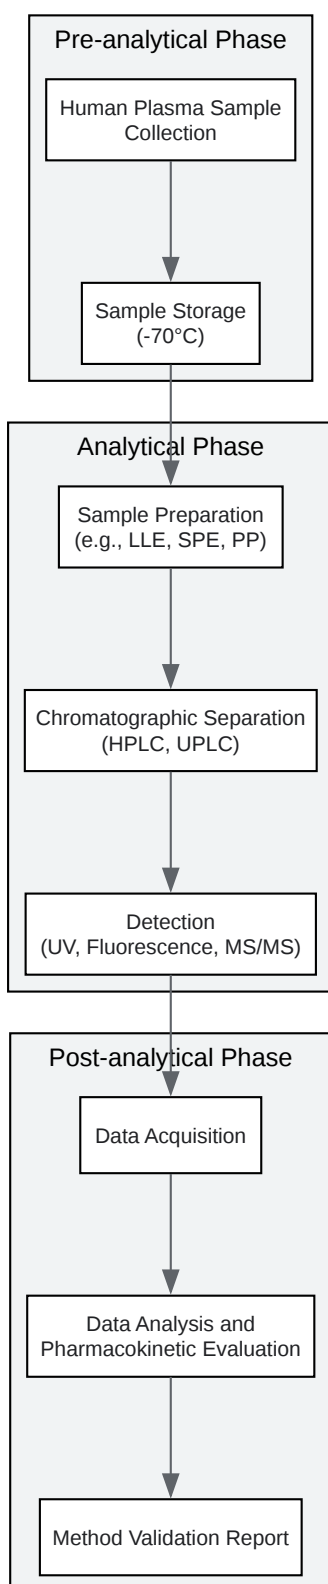 Pre-analytical Phase
Human Plasma Sample
Collection
Sample Storage
(-70°C)
Analytical Phase
Sample Preparation
(e.g., LLE, SPE, PP)
Chromatographic Separation
(HPLC, UPLC)
Detection
(UV, Fluorescence, MS/MS)
Post-analytical Phase
Data Acquisition
Data Analysis and
Pharmacokinetic Evaluation
Method Validation Report